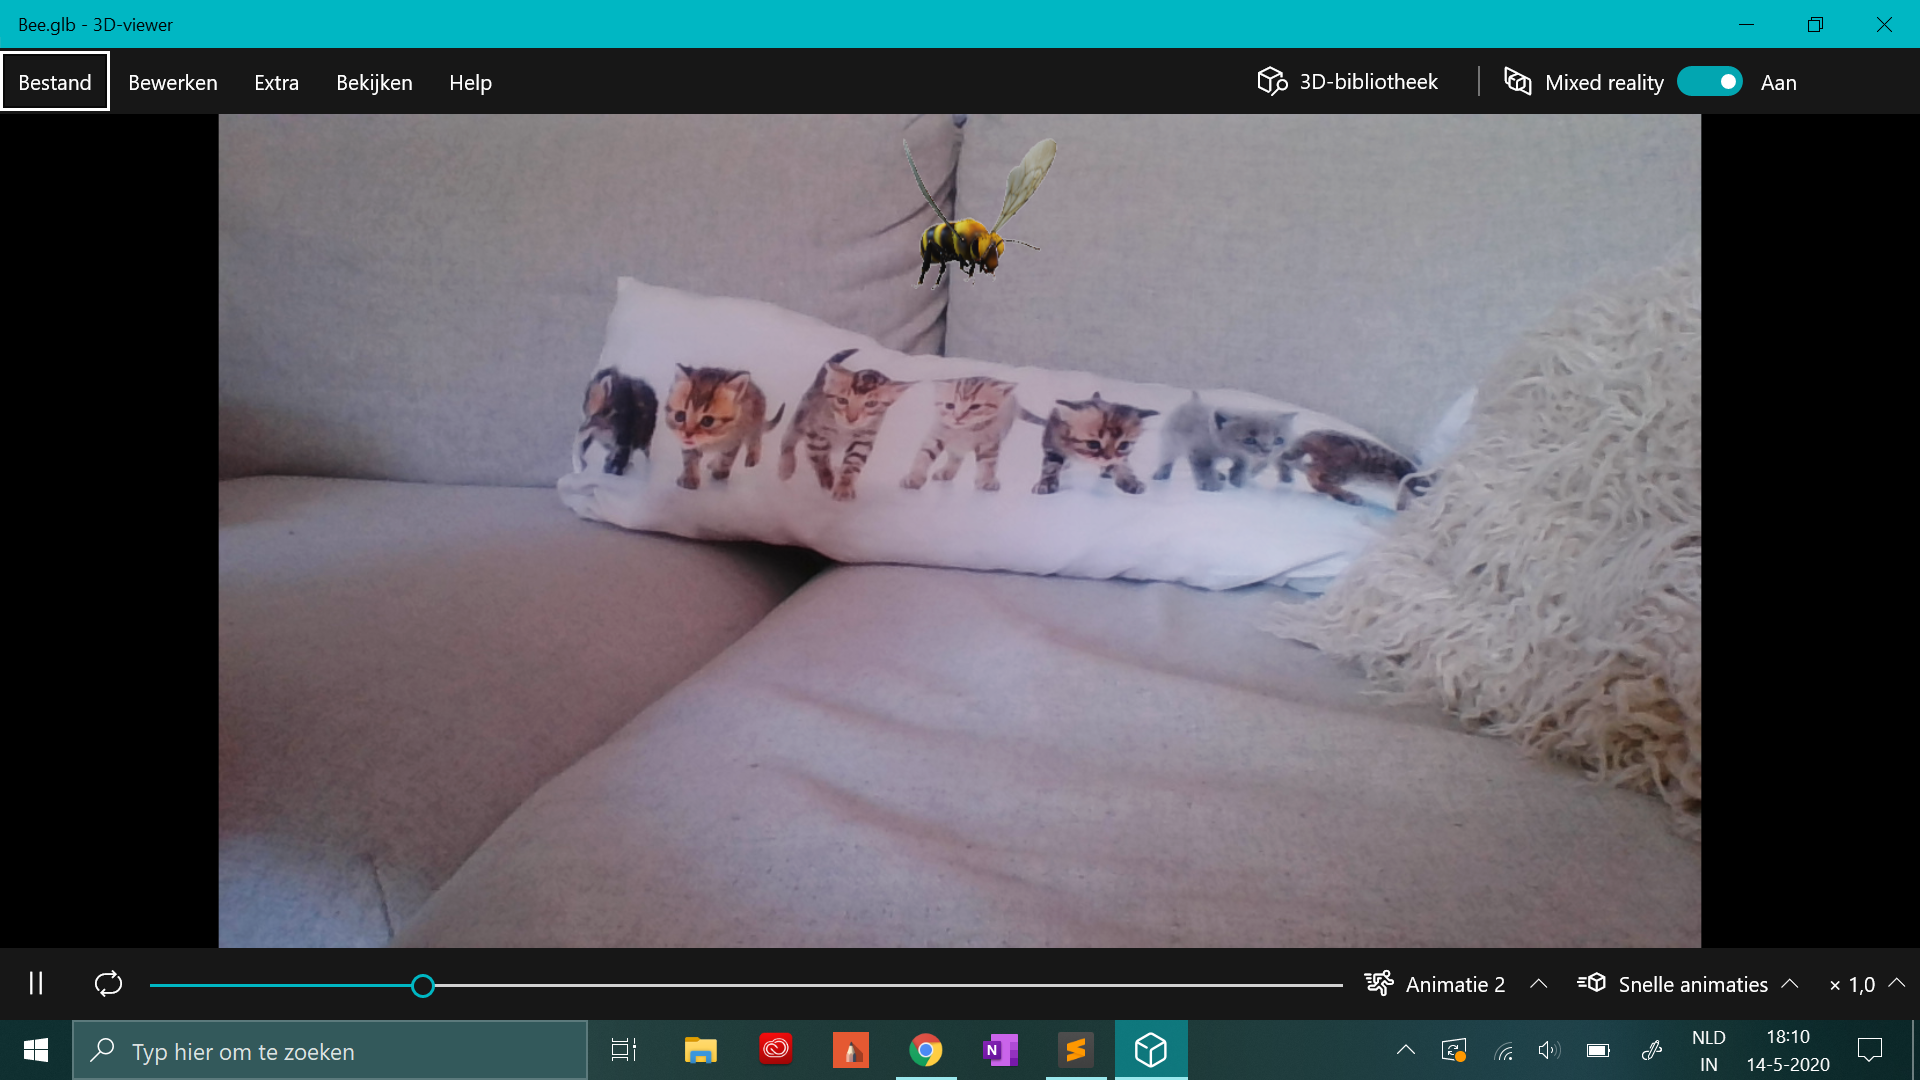 Bee.glb - 3D-viewer
Bestand Bewerken Extra Bekijken Help 3D-bibliotheek Mixed reality Aan
Animatie 2 Snelle animaties × 1,0
Typ hier om te zoeken
N
NLD 18:10
IN 14-5-2020